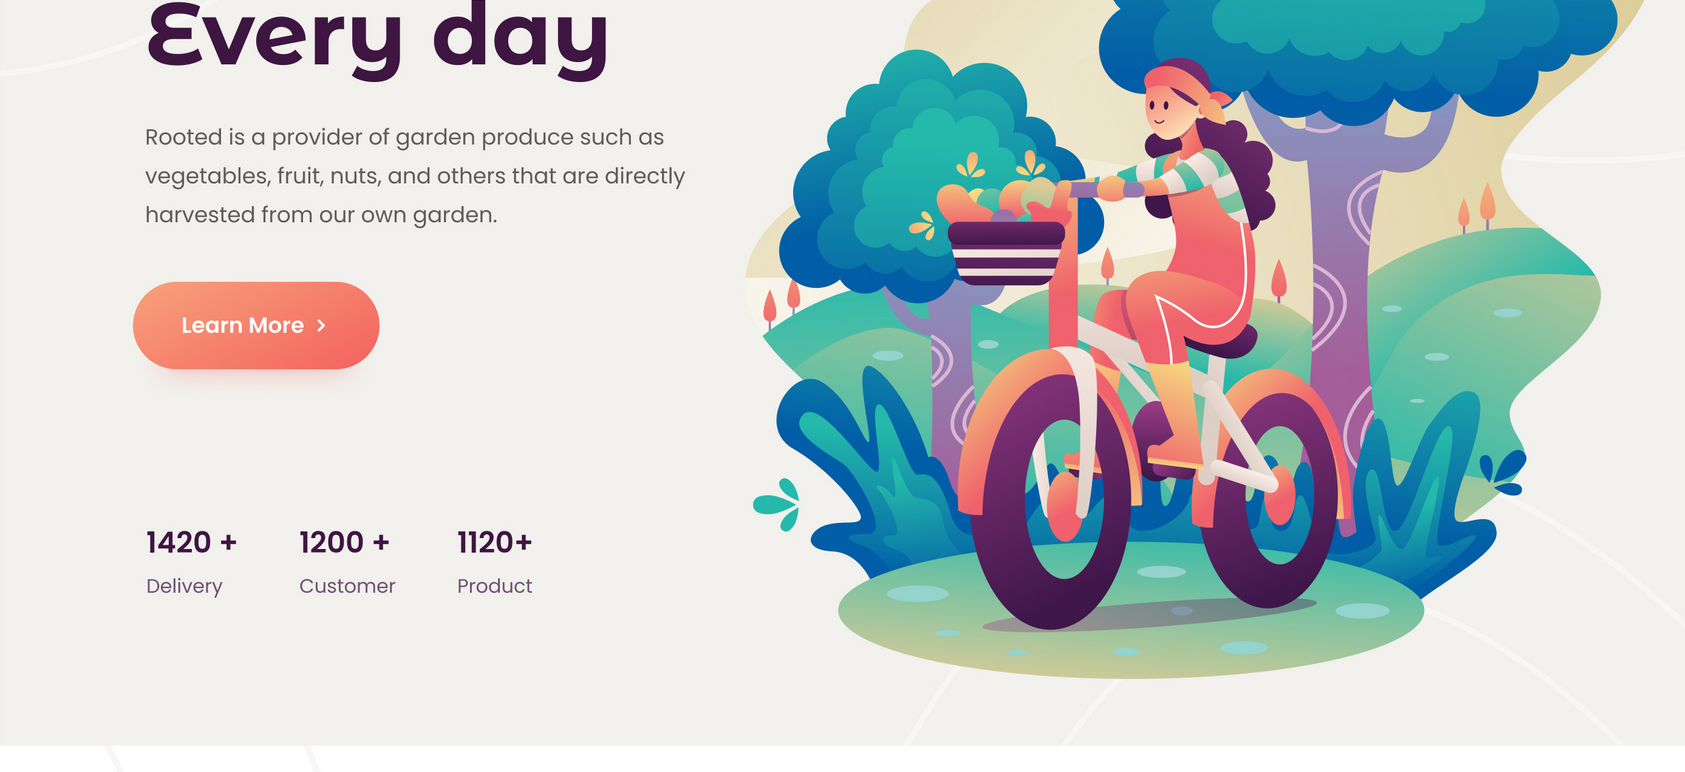 Every day
Rooted is a provider of garden produce such as
vegetables, fruit, nuts, and others that are directly
harvested from our own garden.
Learn More
1420 +
1200 +
1120+
Delivery
Customer
Product